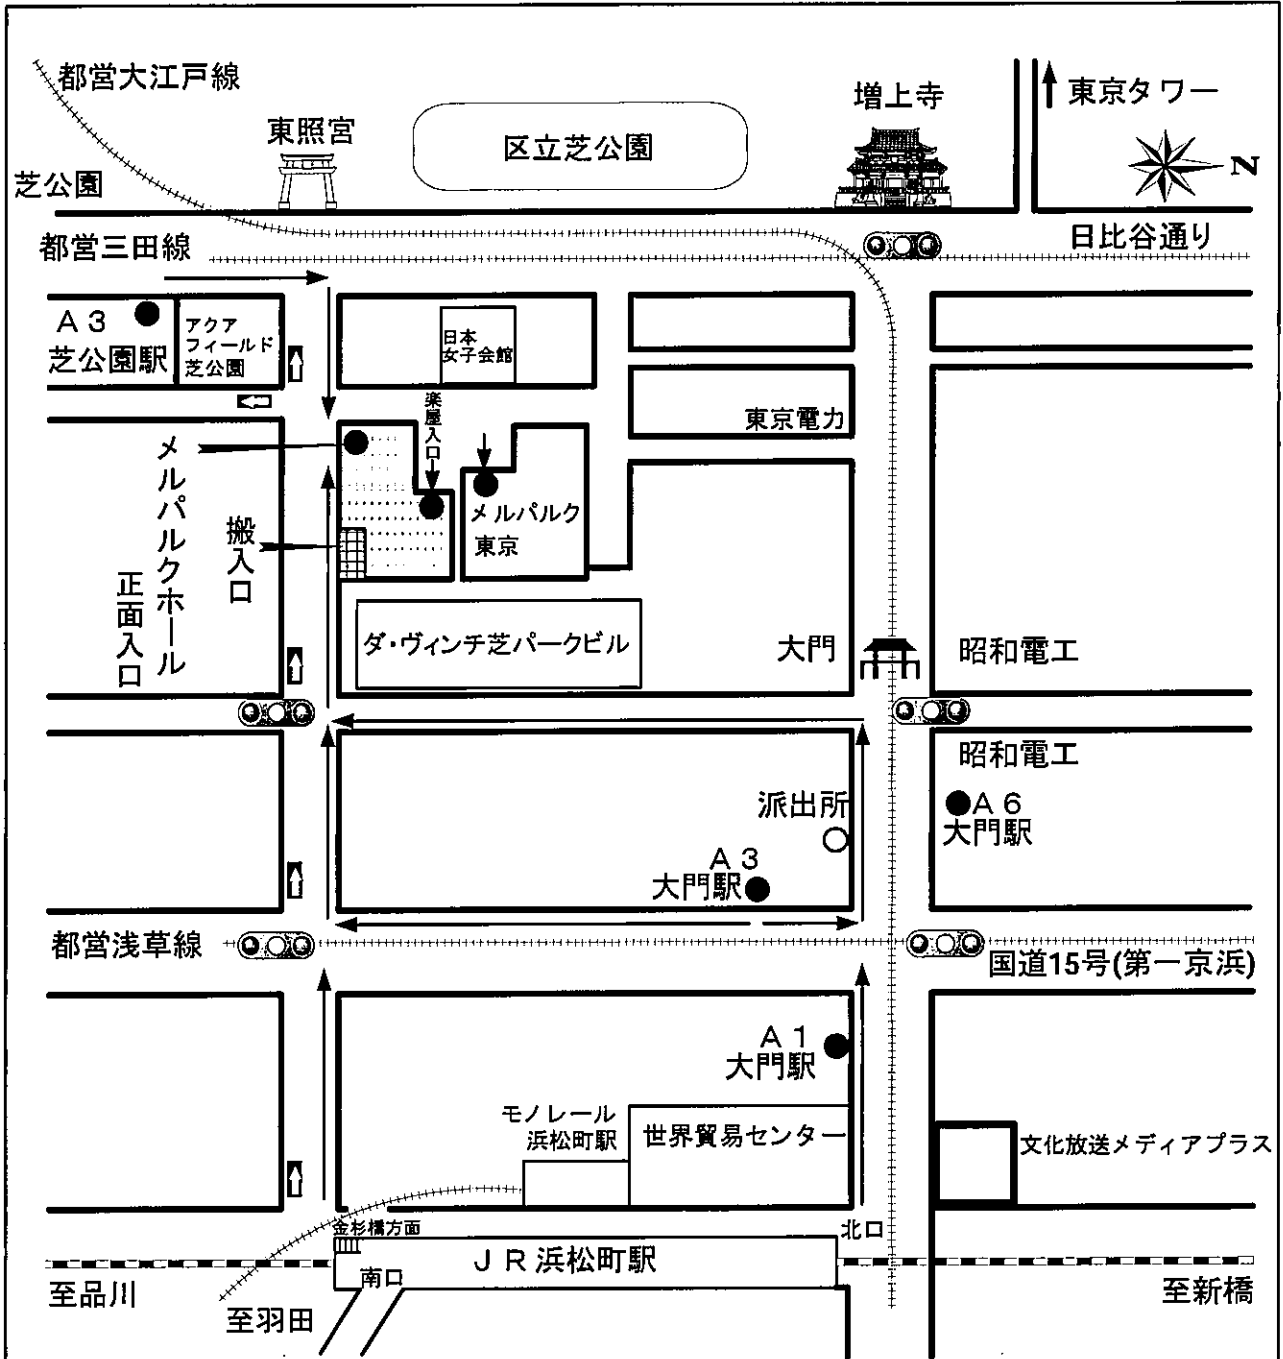 都営大江戸線
東京タワー
増上寺
東照宮
区立芝公園
N
芝公園
都営三田線
日比谷通り
A3
芝公園駅
アクア
フィールド
芝公園
日本
女子会館
東京電力
楽屋入口
メルパルクホール
正面入口
搬入口
メルパルク
東京
ダ・ヴィンチ芝パークビル
大門
昭和電工
昭和電工
派出所
A6
大門駅
A3
大門駅
都営浅草線
国道15号(第一京浜)
A1
大門駅
モノレール
浜松町駅
世界貿易センター
文化放送メディアプラス
金杉橋方面
北口
JR浜松町駅
南口
至品川
至羽田
至新橋